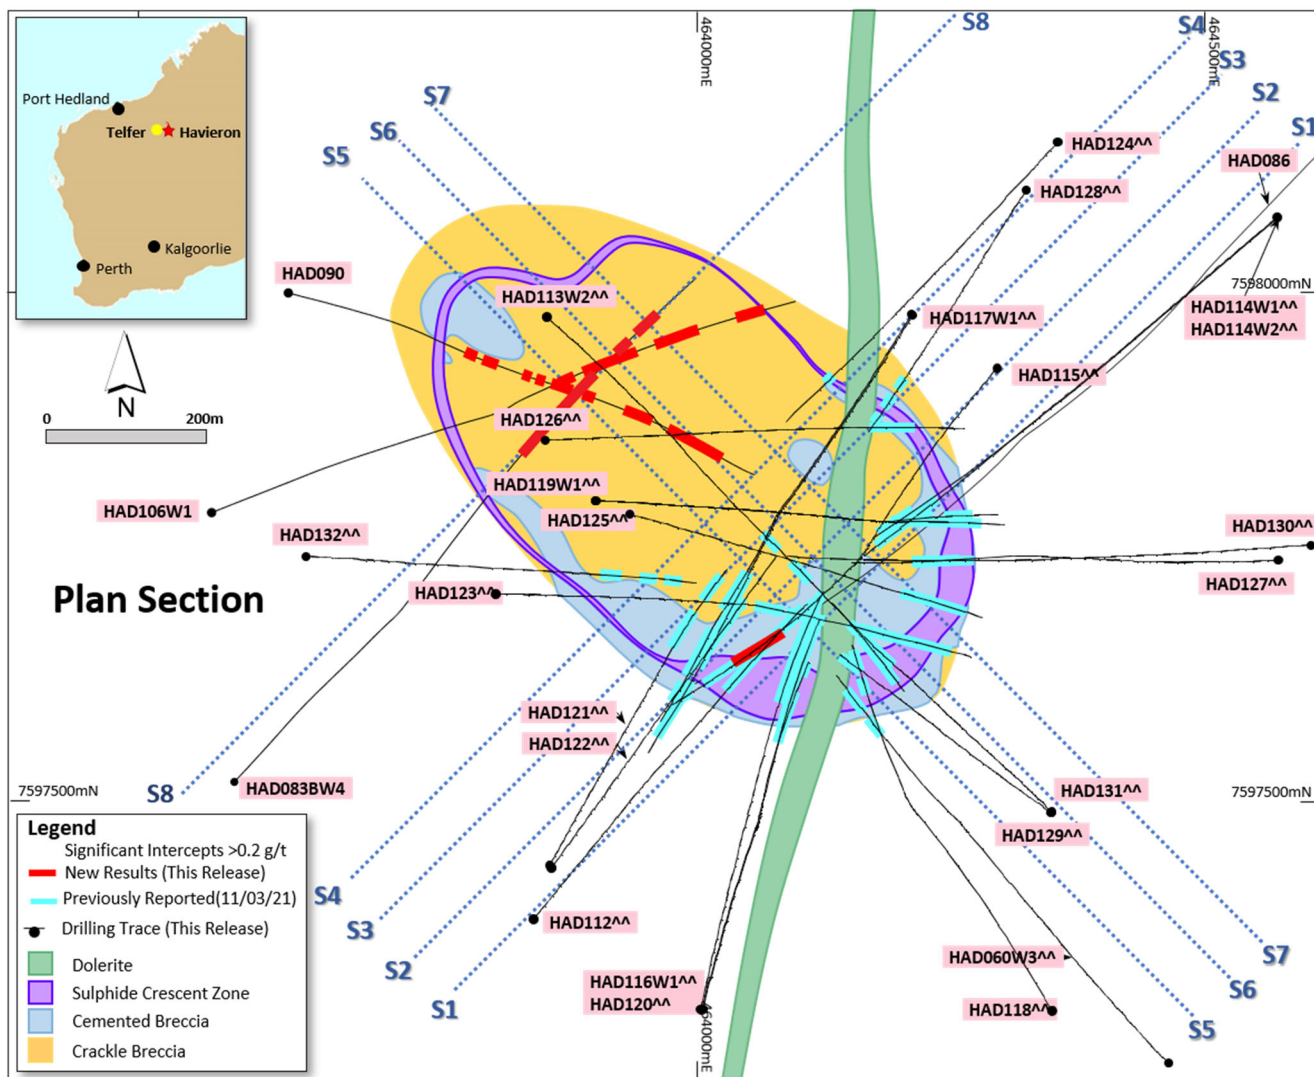 464000mE
464500mE
S8
S4
S3
S2
S1
S7
S6
S5
Port Hedland
Telfer
Havieron
Kalgoorlie
Perth
HAD124^^
HAD128^^
HAD086
HAD090
HAD113W2^^
HAD117W1^^
7598000mN
HAD114W1^^
HAD114W2^^
N
0
200m
HAD115^^
HAD126^^
HAD119W1^^
HAD125^^
HAD106W1
HAD132^^
HAD130^^
HAD127^^
Plan Section
HAD123^^
HAD121^^
HAD122^^
S8
HAD083BW4
7597500mN
7597500mN
HAD131^^
HAD129^^
Legend
Significant Intercepts >0.2 g/t
New Results (This Release)
Previously Reported(11/03/21)
Drilling Trace (This Release)
Dolerite
Sulphide Crescent Zone
Cemented Breccia
Crackle Breccia
S4
S3
S2
S1
HAD112^^
HAD116W1^^
HAD120^^
464000mE
HAD060W3^^
HAD118^^
S7
S6
S5